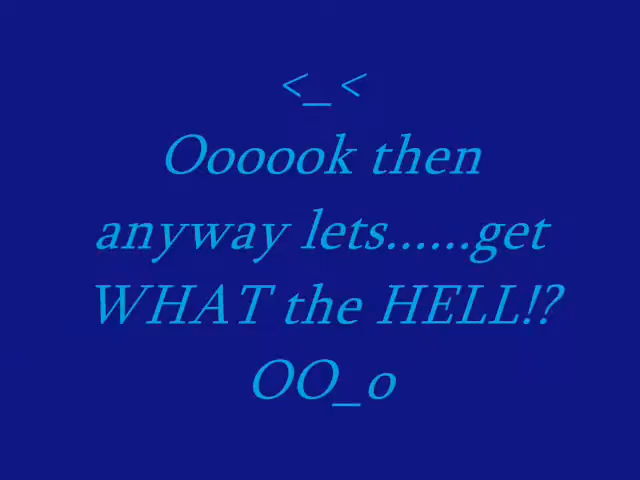 <_<
Oooook then
anyway lets......get
WHAT the HELL!?
OO_o